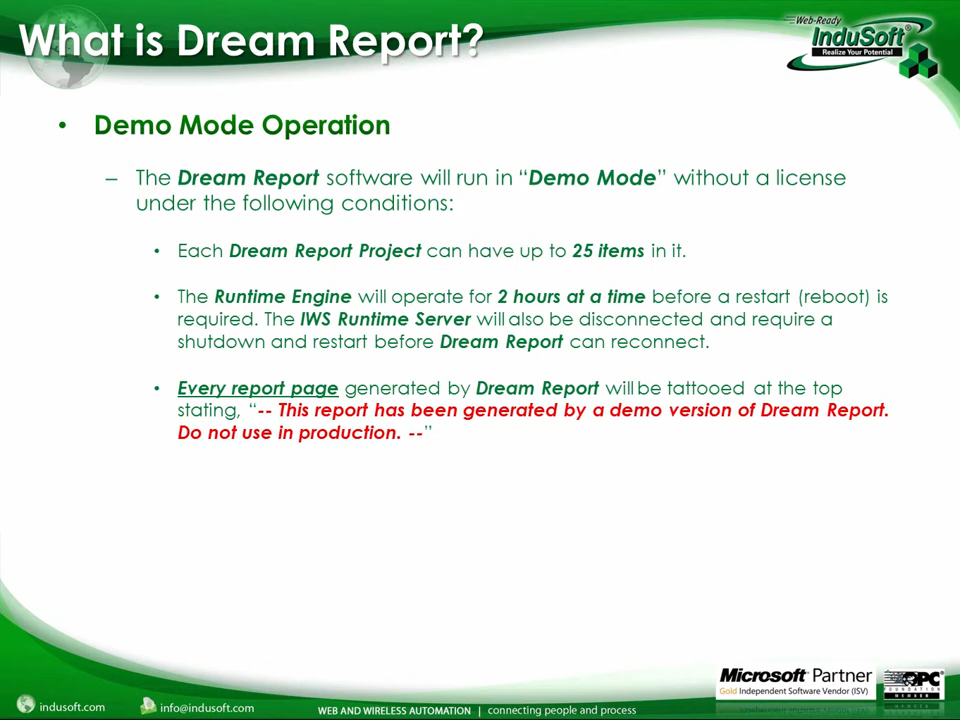 What is Dream Report?
Web-Ready
InduSoft®
Realize Your Potential
• Demo Mode Operation
– The Dream Report software will run in “Demo Mode” without a license
under the following conditions:
• Each Dream Report Project can have up to 25 items in it.
• The Runtime Engine will operate for 2 hours at a time before a restart (reboot) is
required. The IWS Runtime Server will also be disconnected and require a
shutdown and restart before Dream Report can reconnect.
• Every report page generated by Dream Report will be tattooed at the top
stating, “-- This report has been generated by a demo version of Dream Report.
Do not use in production. --”
Microsoft Partner
Gold Independent Software Vendor (ISV)
OPC
FOUNDATION
MEMBER
indusoft.com
info@indusoft.com
WEB AND WIRELESS AUTOMATION | connecting people and process